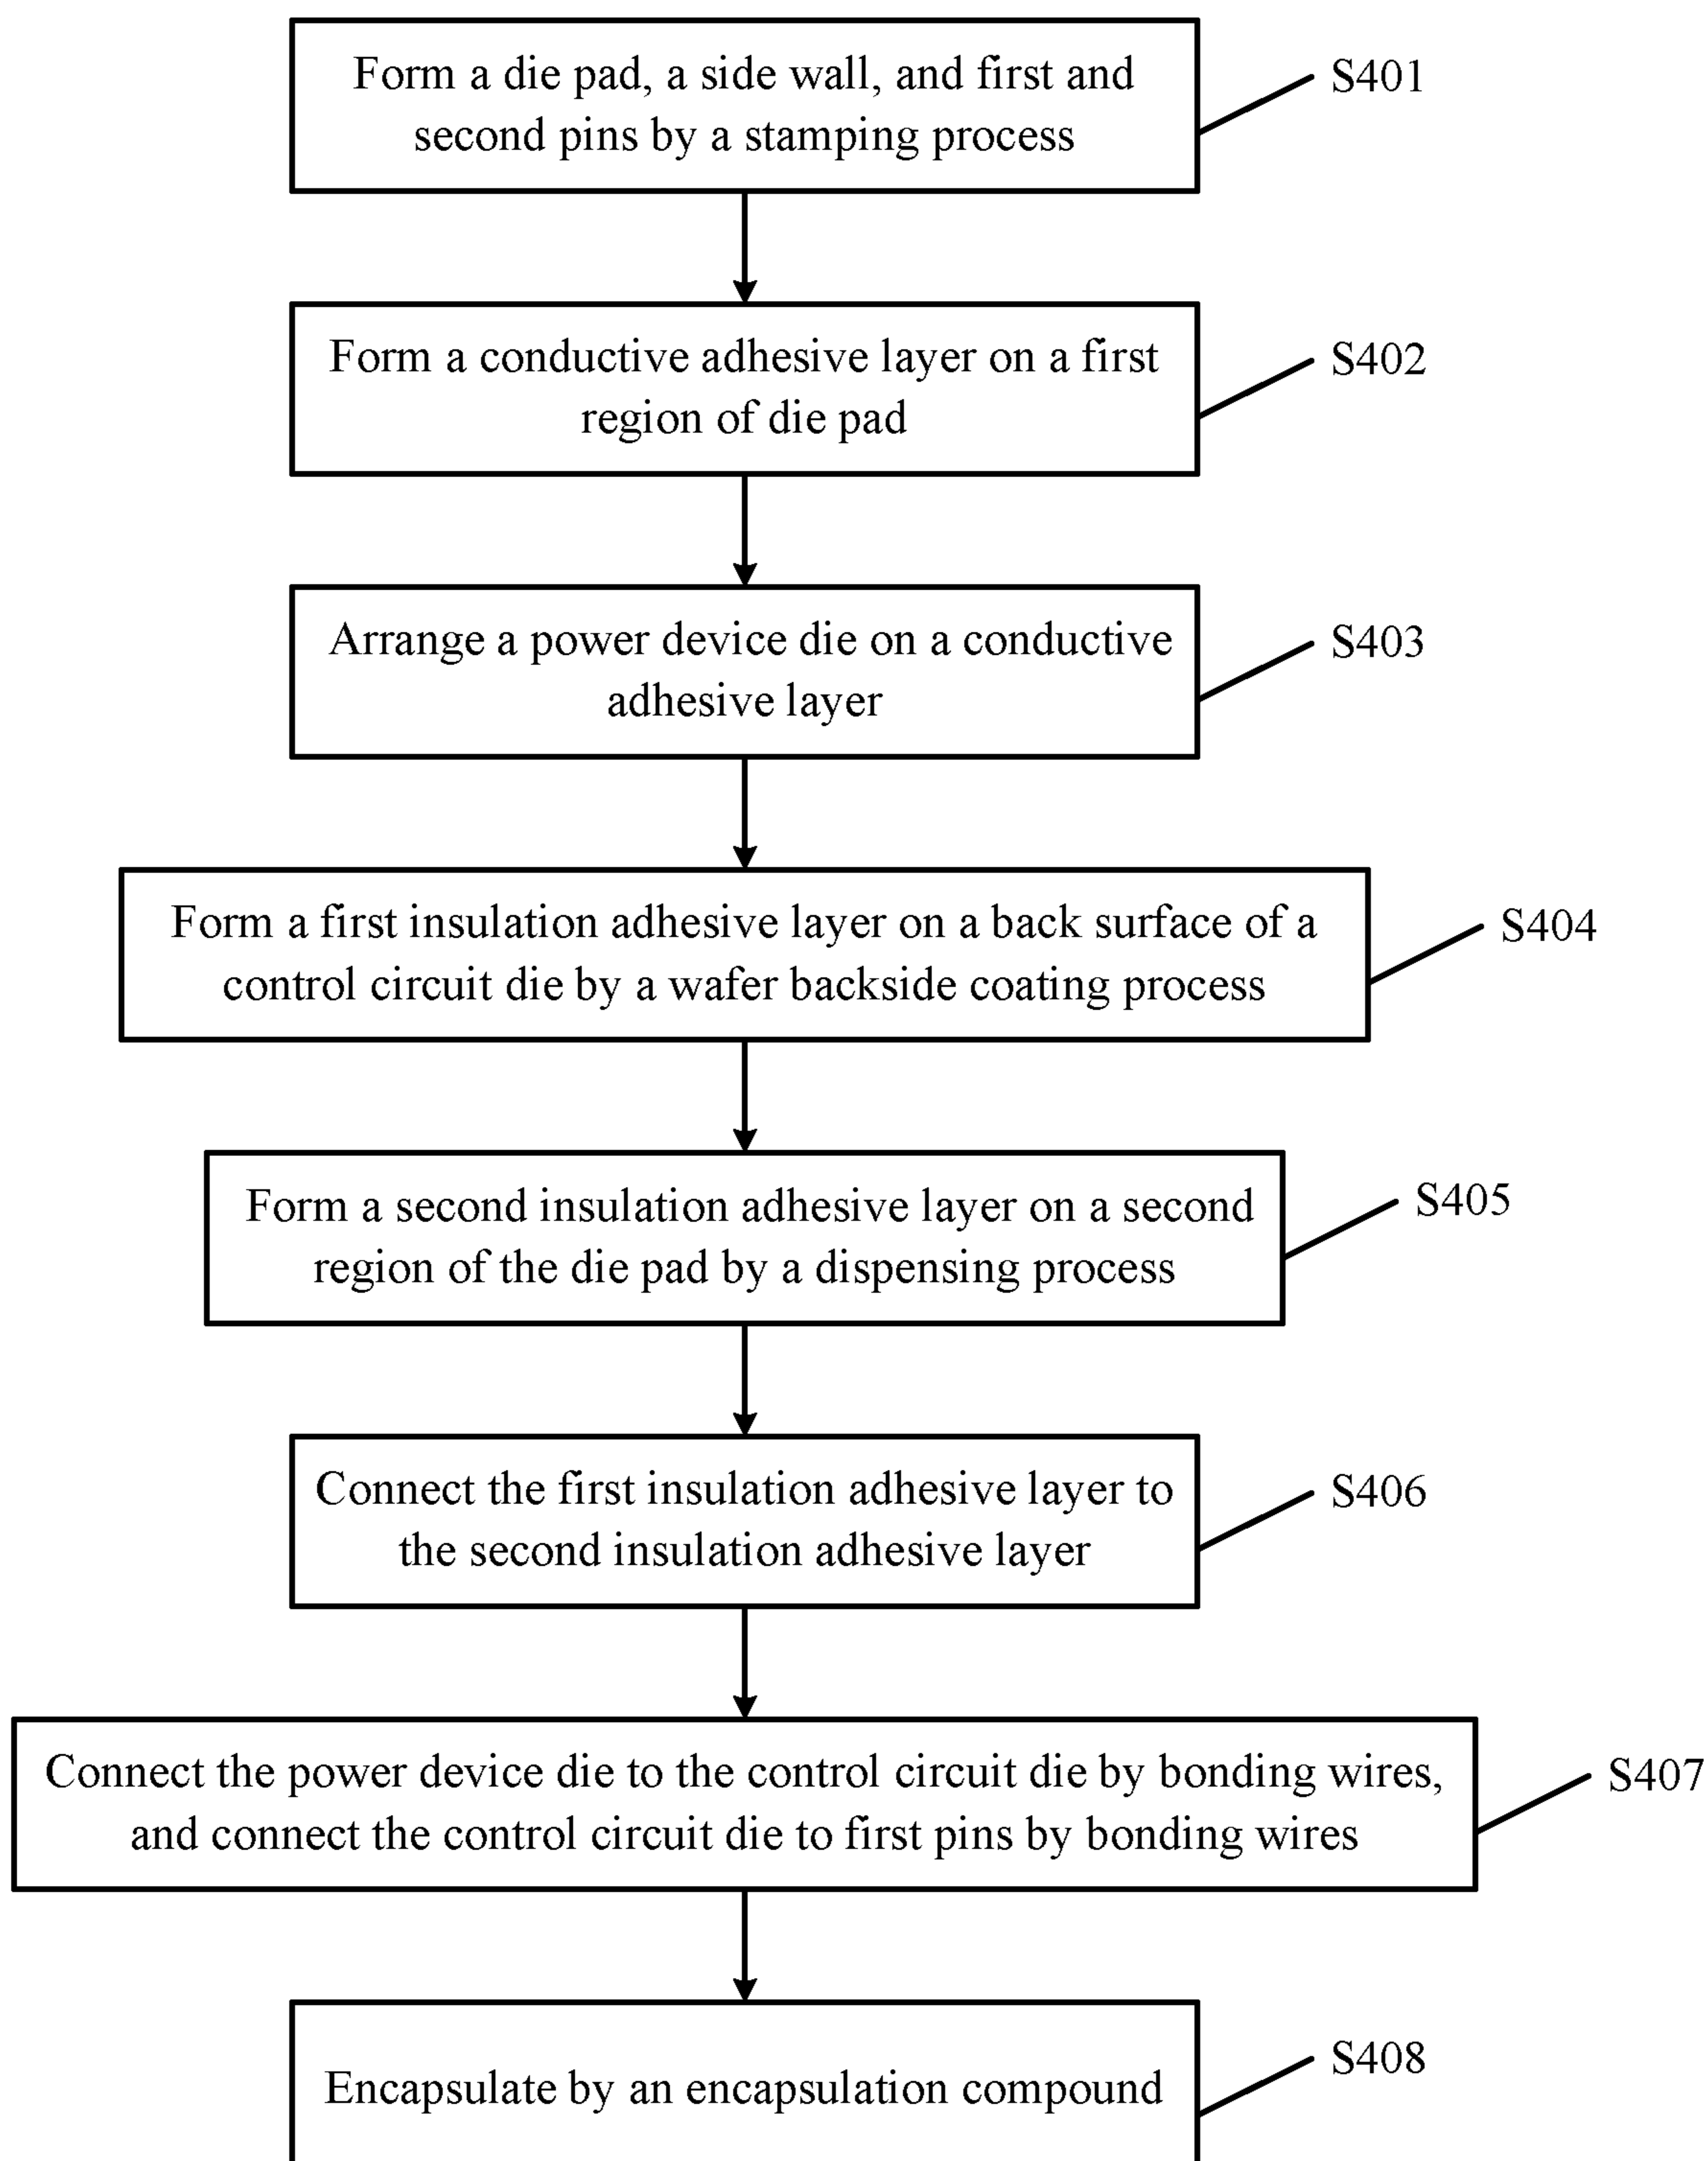 Form a die pad, a side wall, and first and
second pins by a stamping process
S401
Form a conductive adhesive layer on a first
region of die pad
S402
Arrange a power device die on a conductive
adhesive layer
S403
Form a first insulation adhesive layer on a back surface of a
control circuit die by a wafer backside coating process
S404
Form a second insulation adhesive layer on a second
region of the die pad by a dispensing process
S405
Connect the first insulation adhesive layer to
the second insulation adhesive layer
S406
Connect the power device die to the control circuit die by bonding wires,
and connect the control circuit die to first pins by bonding wires
S407
Encapsulate by an encapsulation compound
S408